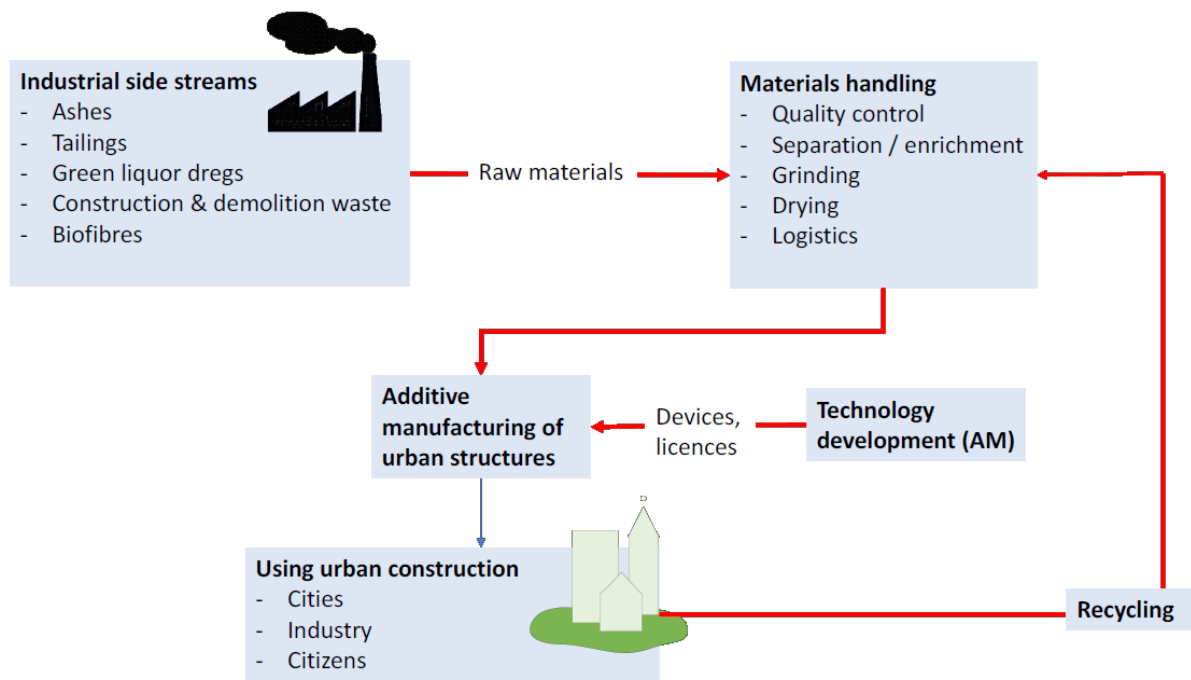 Industrial side streams
- Ashes
- Tailings
- Green liquor dregs
- Construction & demolition waste
- Biofibres
Raw materials
Materials handling
- Quality control
- Separation / enrichment
- Grinding
- Drying
- Logistics
Additive
manufacturing of
urban structures
Devices,
licences
Technology
development (AM)
Using urban construction
- Cities
- Industry
- Citizens
Recycling